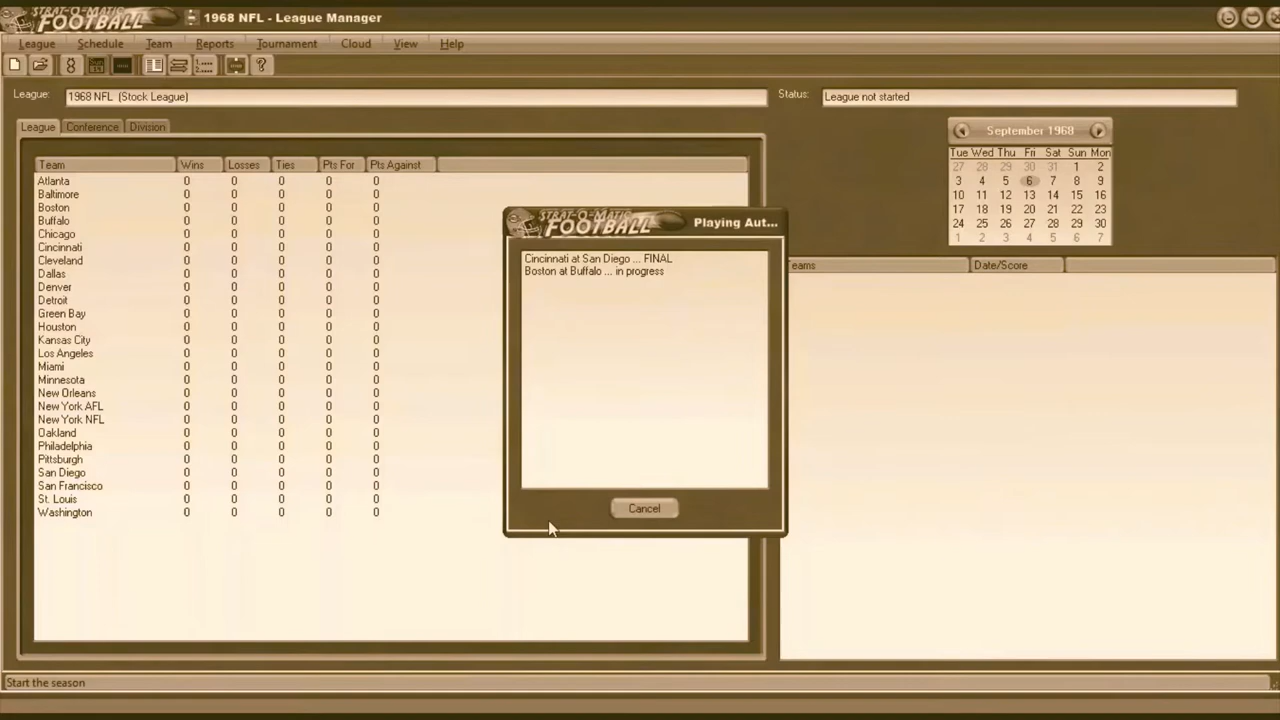 STRAT-O-MATIC FOOTBALL 1968 NFL - League Manager
League Schedule Team Reports Tournament Cloud View Help
League: 1968 NFL (Stock League) Status: League not started
League Conference Division
September 1968
Tue Wed Thu Fri Sat Sun Mon
27 28 29 30 31 1 2
3 4 5 6 7 8 9
10 11 12 13 14 15 16
17 18 19 20 21 22 23
24 25 26 27 28 29 30
1 2 3 4 5 6 7
Team Wins Losses Ties Pts For Pts Against
Atlanta 0 0 0 0 0
Baltimore 0 0 0 0 0
Boston 0 0 0 0 0
Buffalo 0 0 0 0 0
Chicago 0 0 0 0 0
Cincinnati 0 0 0 0 0
Cleveland 0 0 0 0 0
Dallas 0 0 0 0 0
Denver 0 0 0 0 0
Detroit 0 0 0 0 0
Green Bay 0 0 0 0 0
Houston 0 0 0 0 0
Kansas City 0 0 0 0 0
Los Angeles 0 0 0 0 0
Miami 0 0 0 0 0
Minnesota 0 0 0 0 0
New Orleans 0 0 0 0 0
New York AFL 0 0 0 0 0
New York NFL 0 0 0 0 0
Oakland 0 0 0 0 0
Philadelphia 0 0 0 0 0
Pittsburgh 0 0 0 0 0
San Diego 0 0 0 0 0
San Francisco 0 0 0 0 0
St. Louis 0 0 0 0 0
Washington 0 0 0 0 0
STRAT-O-MATIC FOOTBALL Playing Aut...
Cincinnati at San Diego ... FINAL
Boston at Buffalo ... in progress
Cancel
eams Date/Score
Start the season